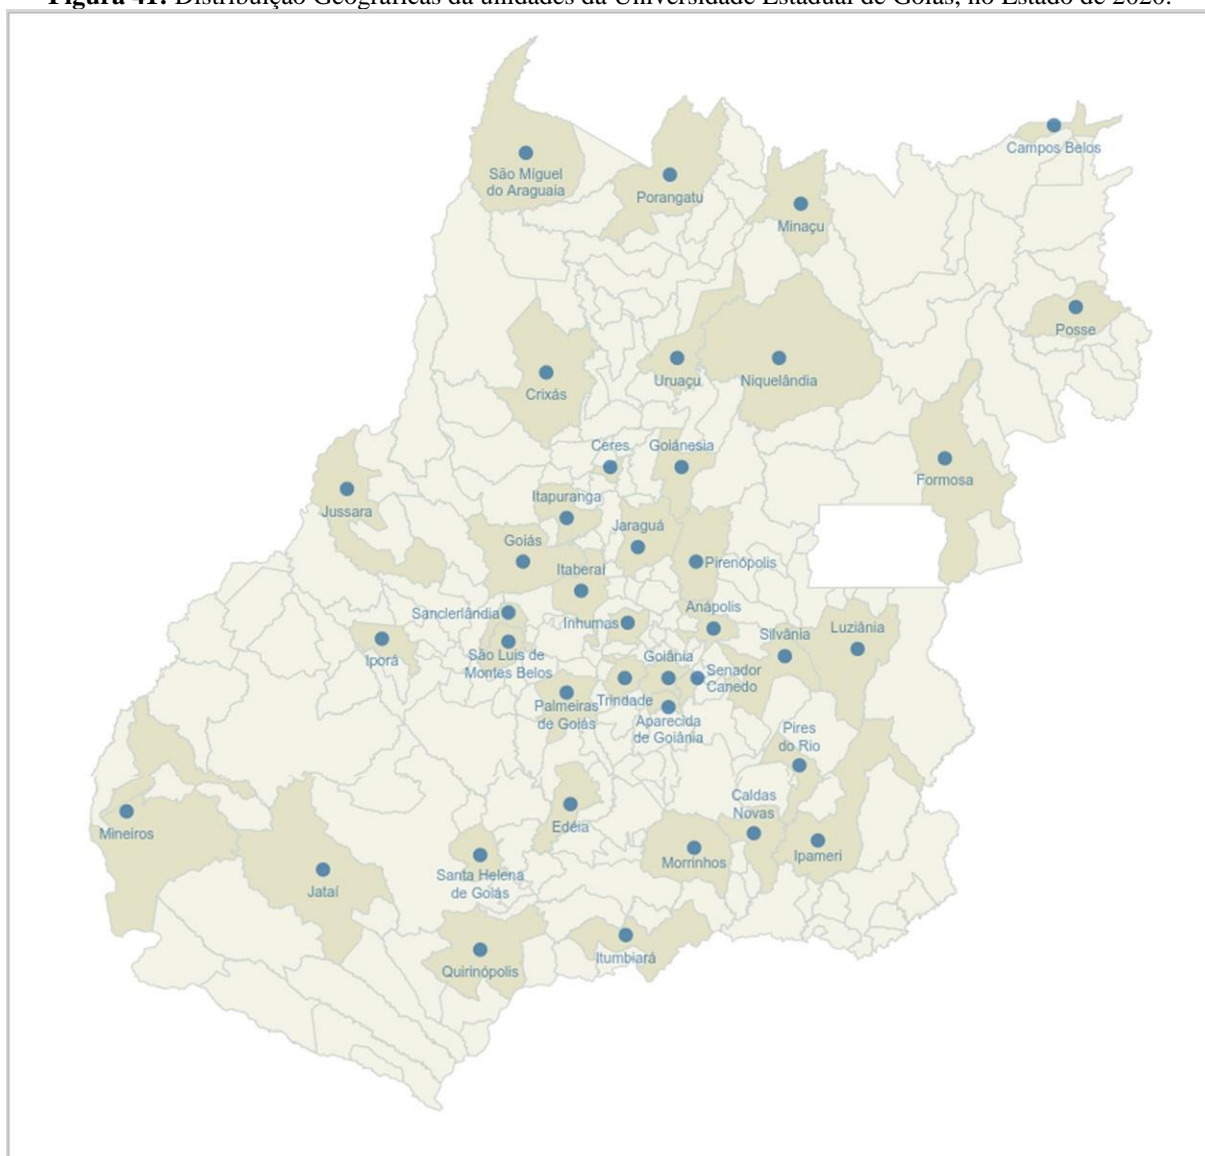 Figura 41: Distribuição Geográficas da unidades da Universidade Estadual de Goiás, no Estado de 2020.
Campos Belos
São Miguel
do Araguaia
Porangatu
Minaçu
Posse
Uruaçu
Niquelândia
Crixás
Ceres
Goiánesia
Formosa
Itapuranga
Jussara
Jaraguá
Goiás
Pirenópolis
Itaberaí
Anápolis
Sanclerlândia
Inhumas
Luziânia
Silvânia
São Luis de
Montes Belos
Iporá
Goiânia
Senador
Canedo
Trindade
Palmeiras
de Goiás
Aparecida
de Goiânia
Pires
do Rio
Caldas
Novas
Mineiros
Edéia
Ipameri
Morrinhos
Santa Helena
de Goiás
Jataí
Itumbiará
Quirinópolis